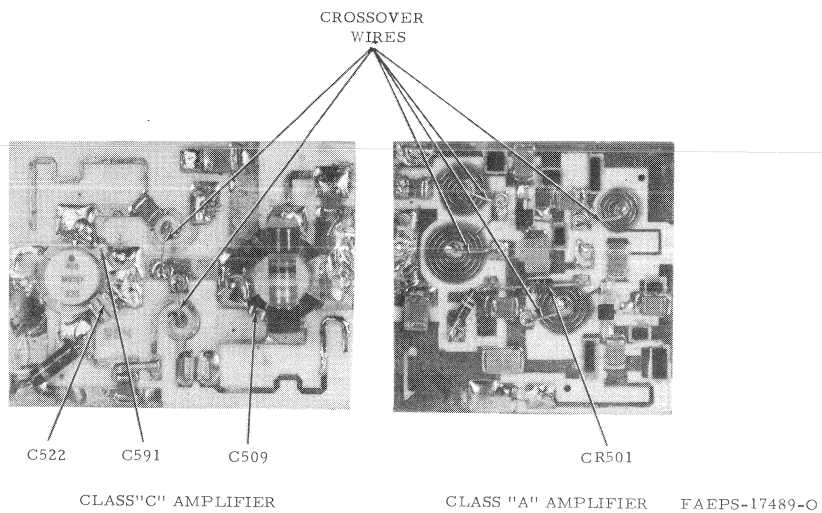 CROSSOVER
WIRES
C522
C591
C509
CR501
CLASS"C" AMPLIFIER
CLASS "A" AMPLIFIER
FAEPS-17489-O